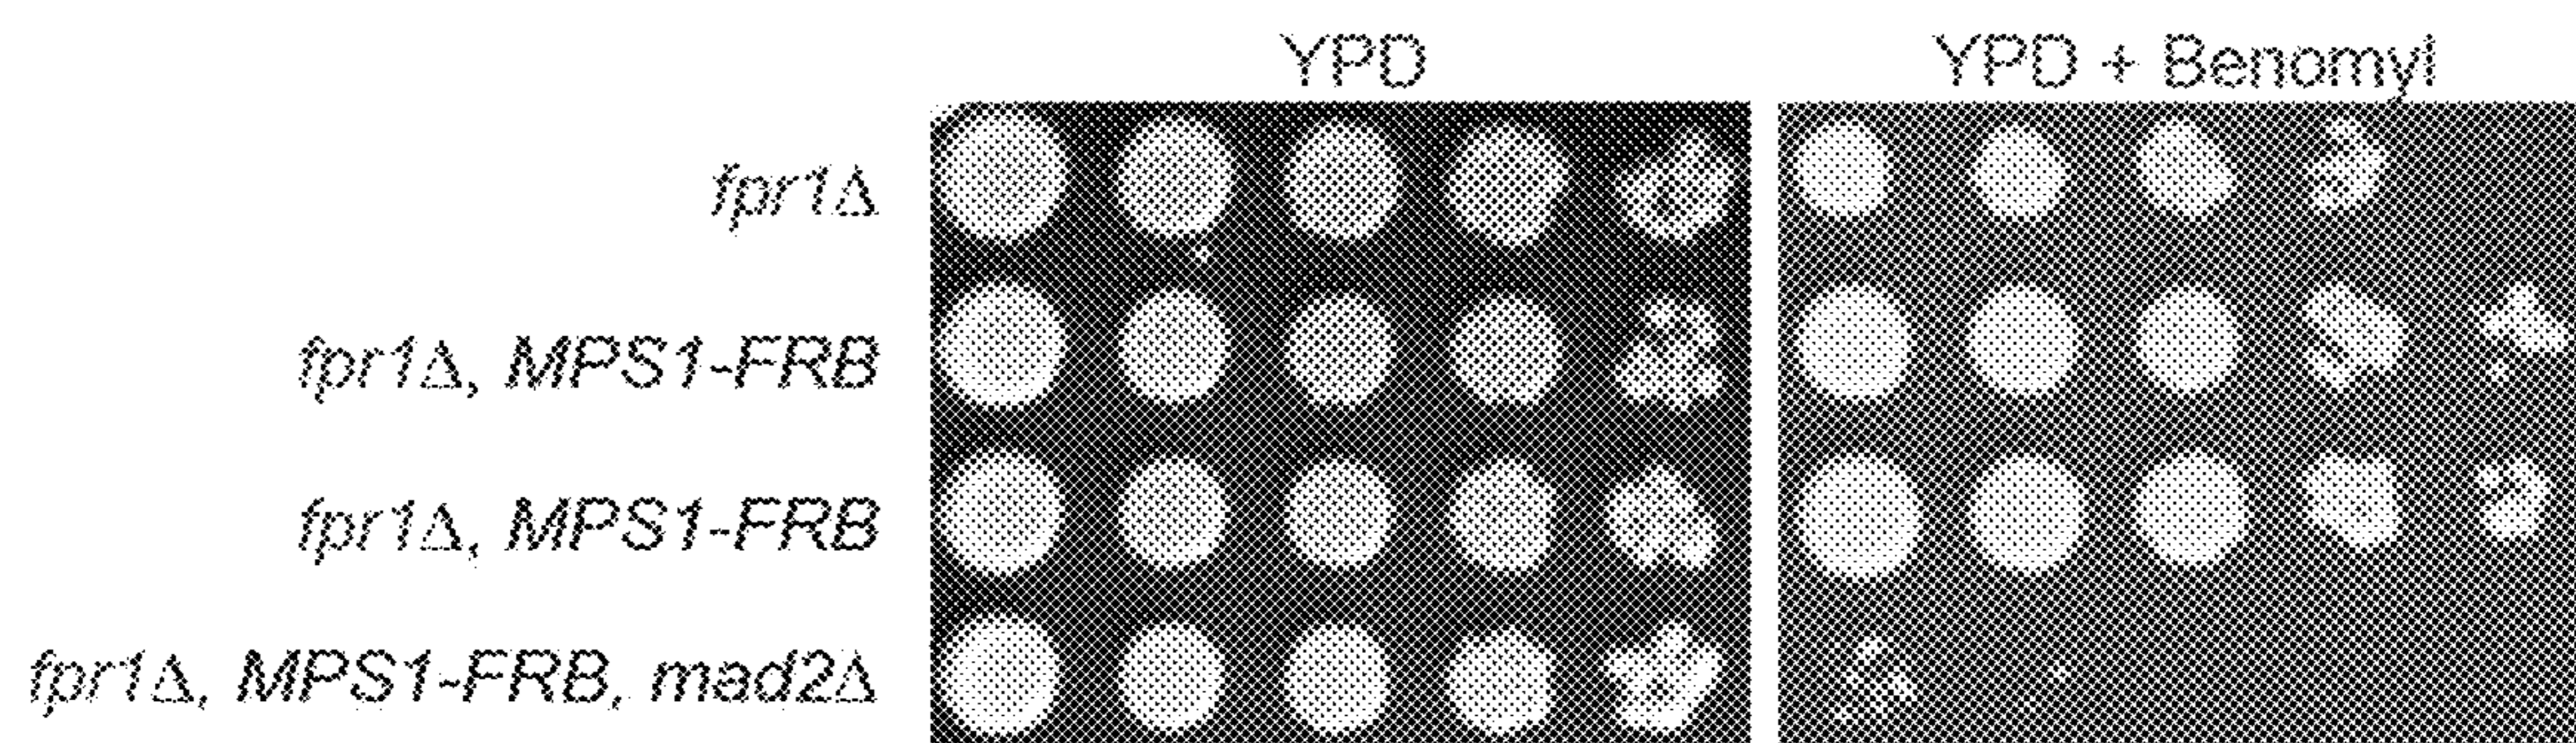 YPD YPD + Benomyl
fpr1Δ
fpr1Δ, MPS1-FRB
fpr1Δ, MPS1-FRB
fpr1Δ, MPS1-FRB, mad2Δ